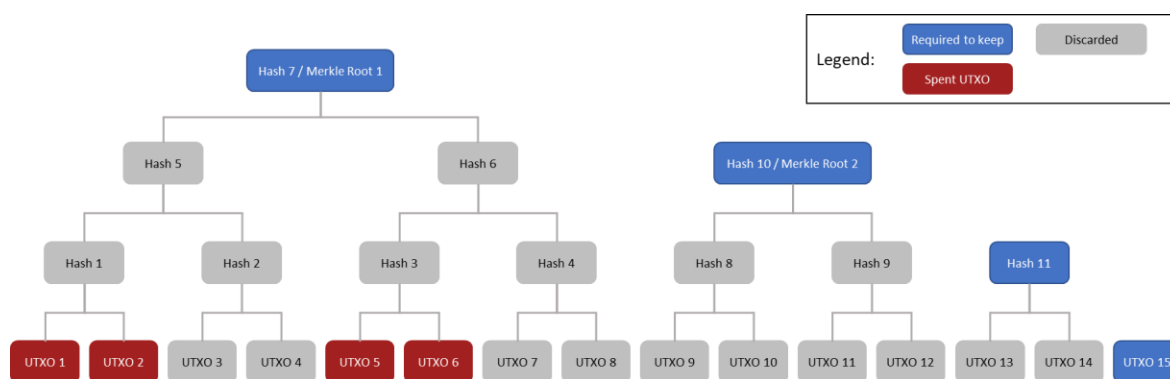 Legend:
Required to keep
Discarded
Spent UTXO
Hash 7 / Merkle Root 1
Hash 5
Hash 6
Hash 10 / Merkle Root 2
Hash 1
Hash 2
Hash 3
Hash 4
Hash 8
Hash 9
Hash 11
UTXO 1
UTXO 2
UTXO 3
UTXO 4
UTXO 5
UTXO 6
UTXO 7
UTXO 8
UTXO 9
UTXO 10
UTXO 11
UTXO 12
UTXO 13
UTXO 14
UTXO 15